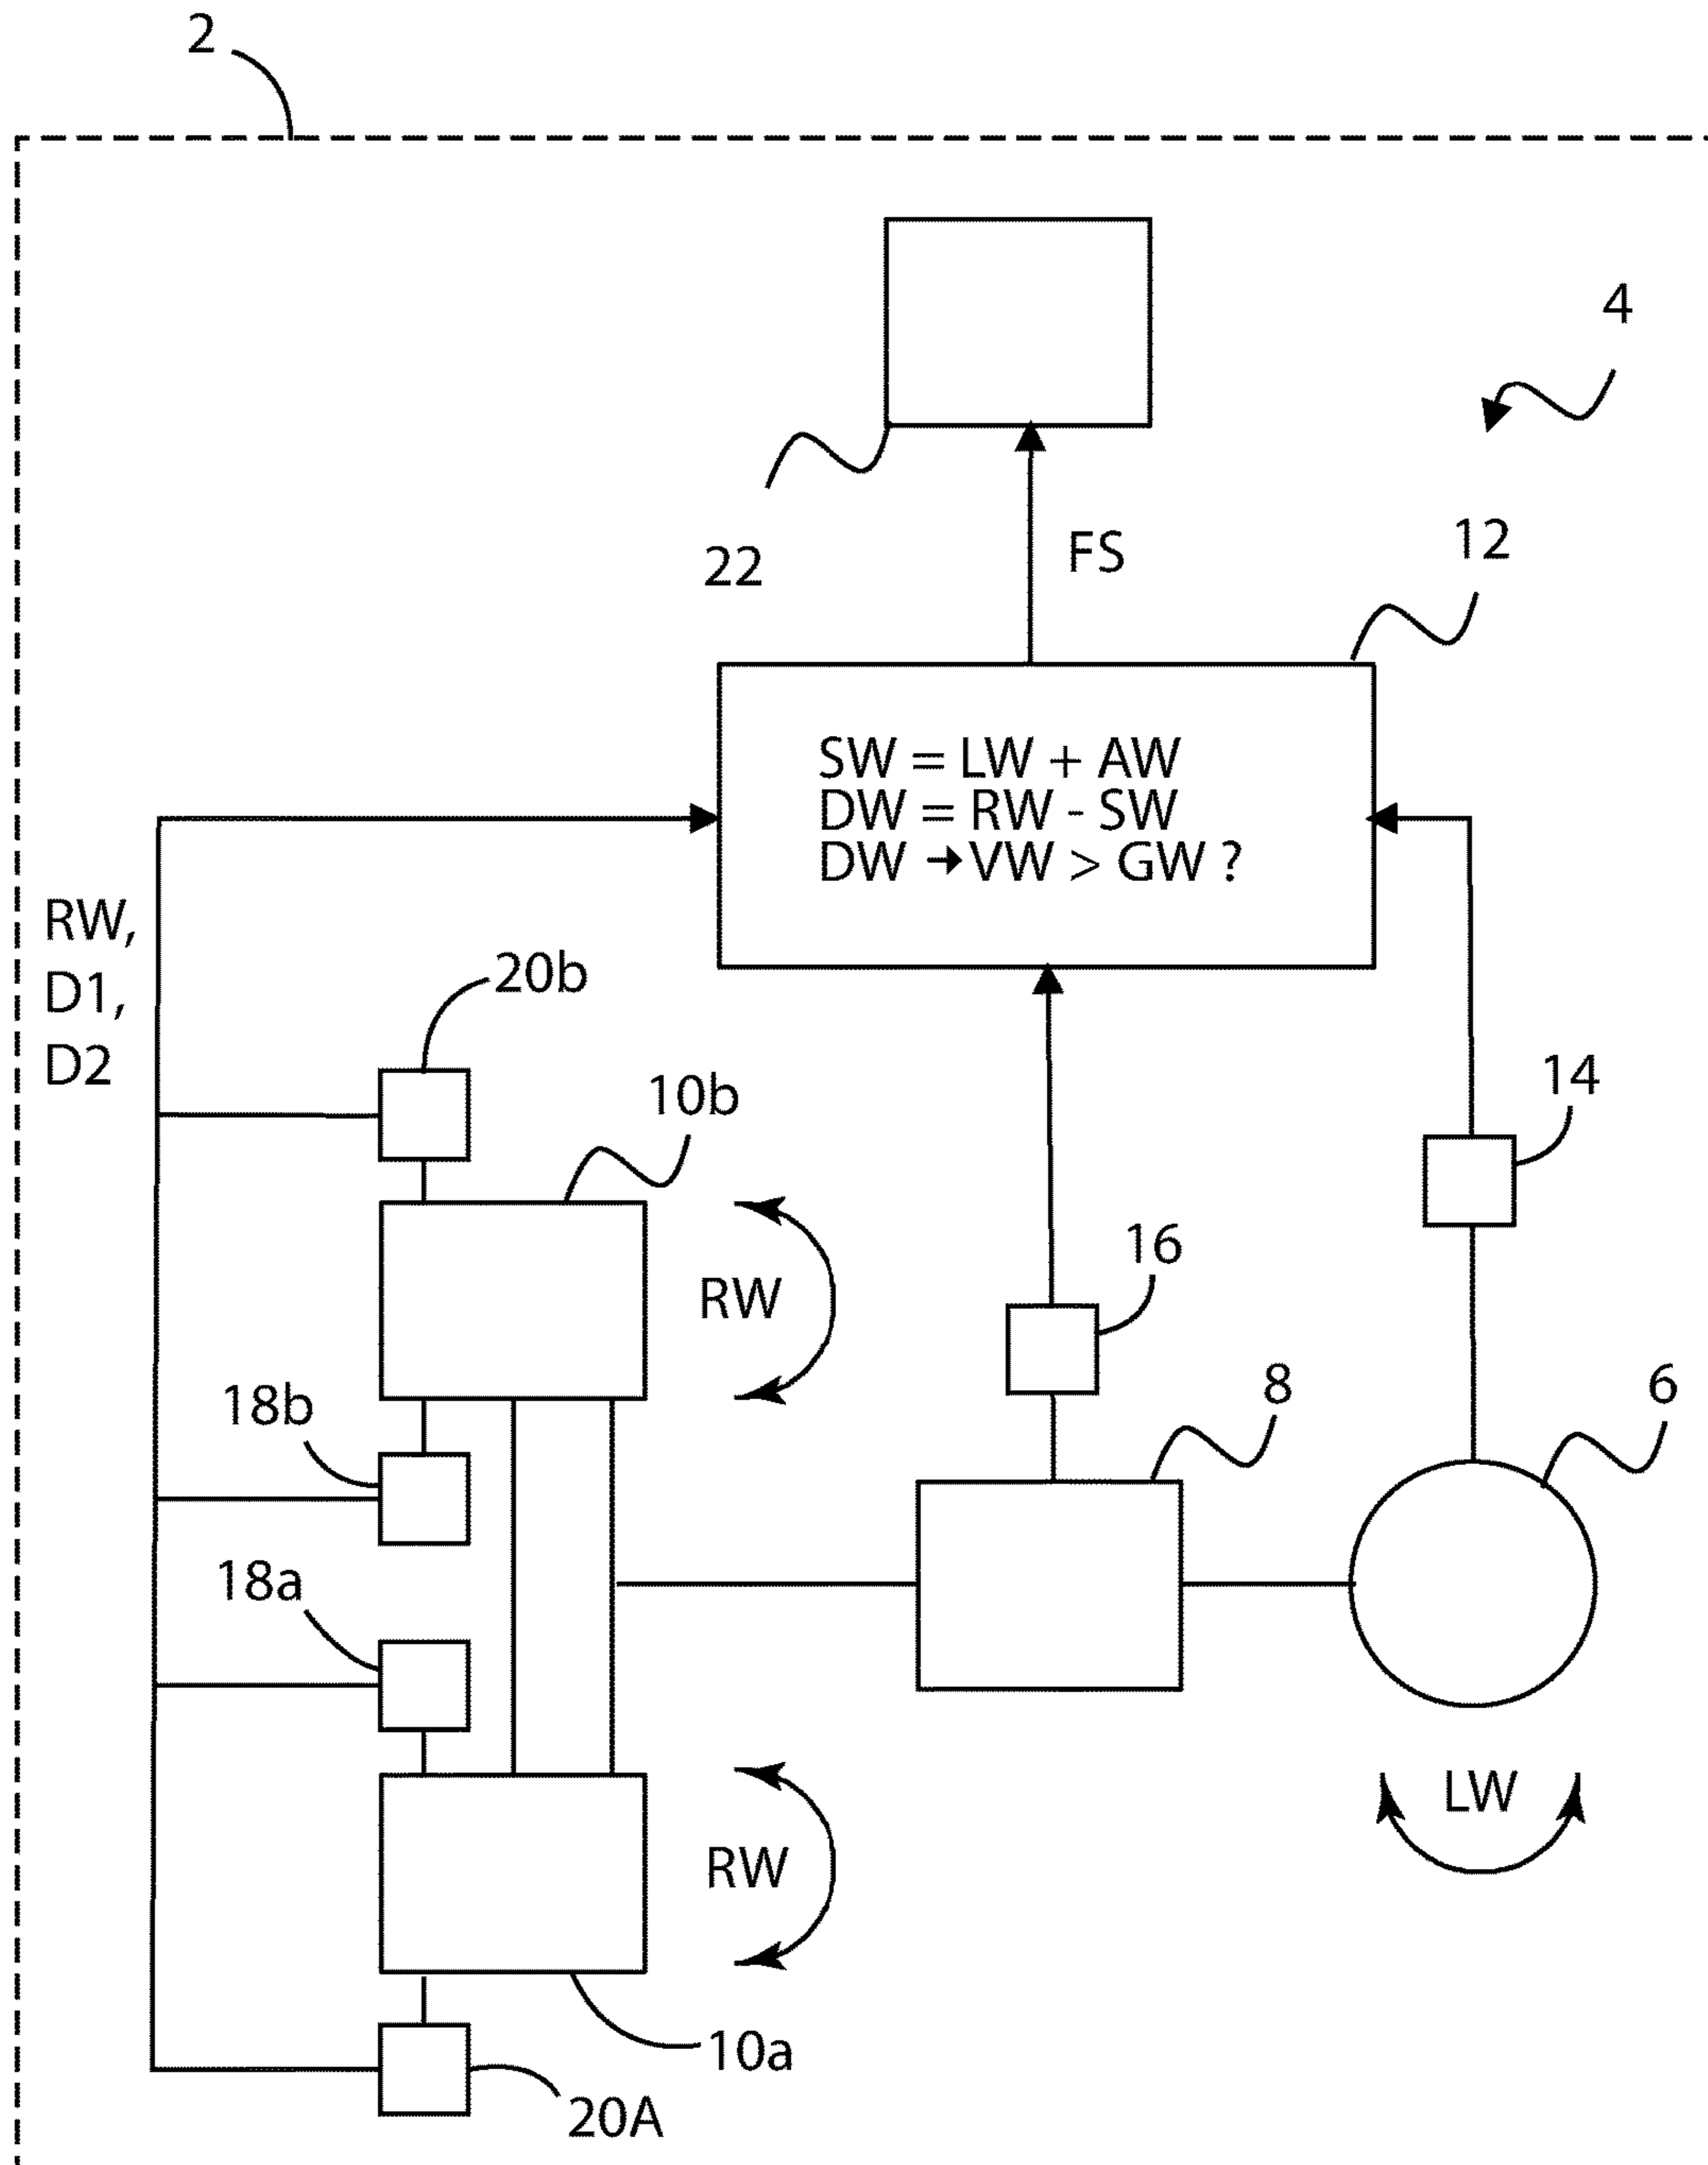 2
4
22
FS
12
SW = LW + AW
DW = RW - SW
DW → VW > GW ?
RW,
D1,
D2
20b
10b
14
RW
16
18b
8
6
18a
RW
LW
10a
20A